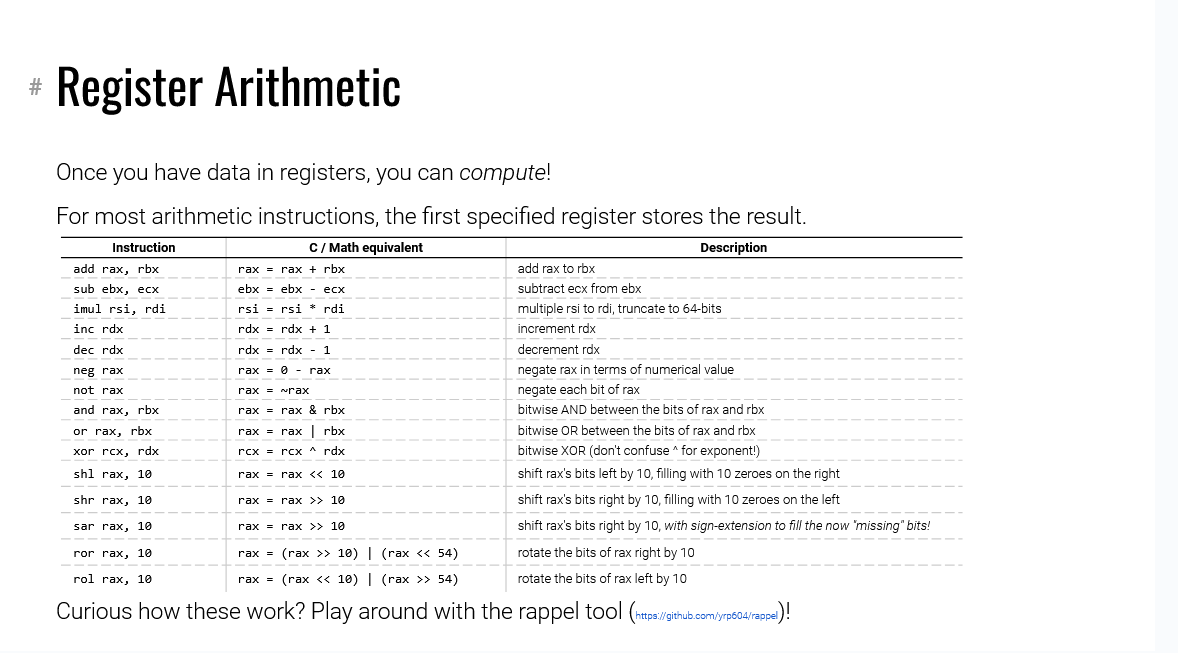 # Register Arithmetic
Once you have data in registers, you can compute!
For most arithmetic instructions, the first specified register stores the result.
Instruction C / Math equivalent Description
add rax, rbx rax = rax + rbx add rax to rbx
sub ebx, ecx ebx = ebx - ecx subtract ecx from ebx
imul rsi, rdi rsi = rsi * rdi multiple rsi to rdi, truncate to 64-bits
inc rdx rdx = rdx + 1 increment rdx
dec rdx rdx = rdx - 1 decrement rdx
neg rax rax = 0 - rax negate rax in terms of numerical value
not rax rax = ~rax negate each bit of rax
and rax, rbx rax = rax & rbx bitwise AND between the bits of rax and rbx
or rax, rbx rax = rax | rbx bitwise OR between the bits of rax and rbx
xor rcx, rdx rcx = rcx ^ rdx bitwise XOR (don't confuse ^ for exponent!)
shl rax, 10 rax = rax << 10 shift rax's bits left by 10, filling with 10 zeroes on the right
shr rax, 10 rax = rax >> 10 shift rax's bits right by 10, filling with 10 zeroes on the left
sar rax, 10 rax = rax >> 10 shift rax's bits right by 10, with sign-extension to fill the now "missing" bits!
ror rax, 10 rax = (rax >> 10) | (rax << 54) rotate the bits of rax right by 10
rol rax, 10 rax = (rax << 10) | (rax >> 54) rotate the bits of rax left by 10
Curious how these work? Play around with the rappel tool (https://github.com/yrp604/rappel)!